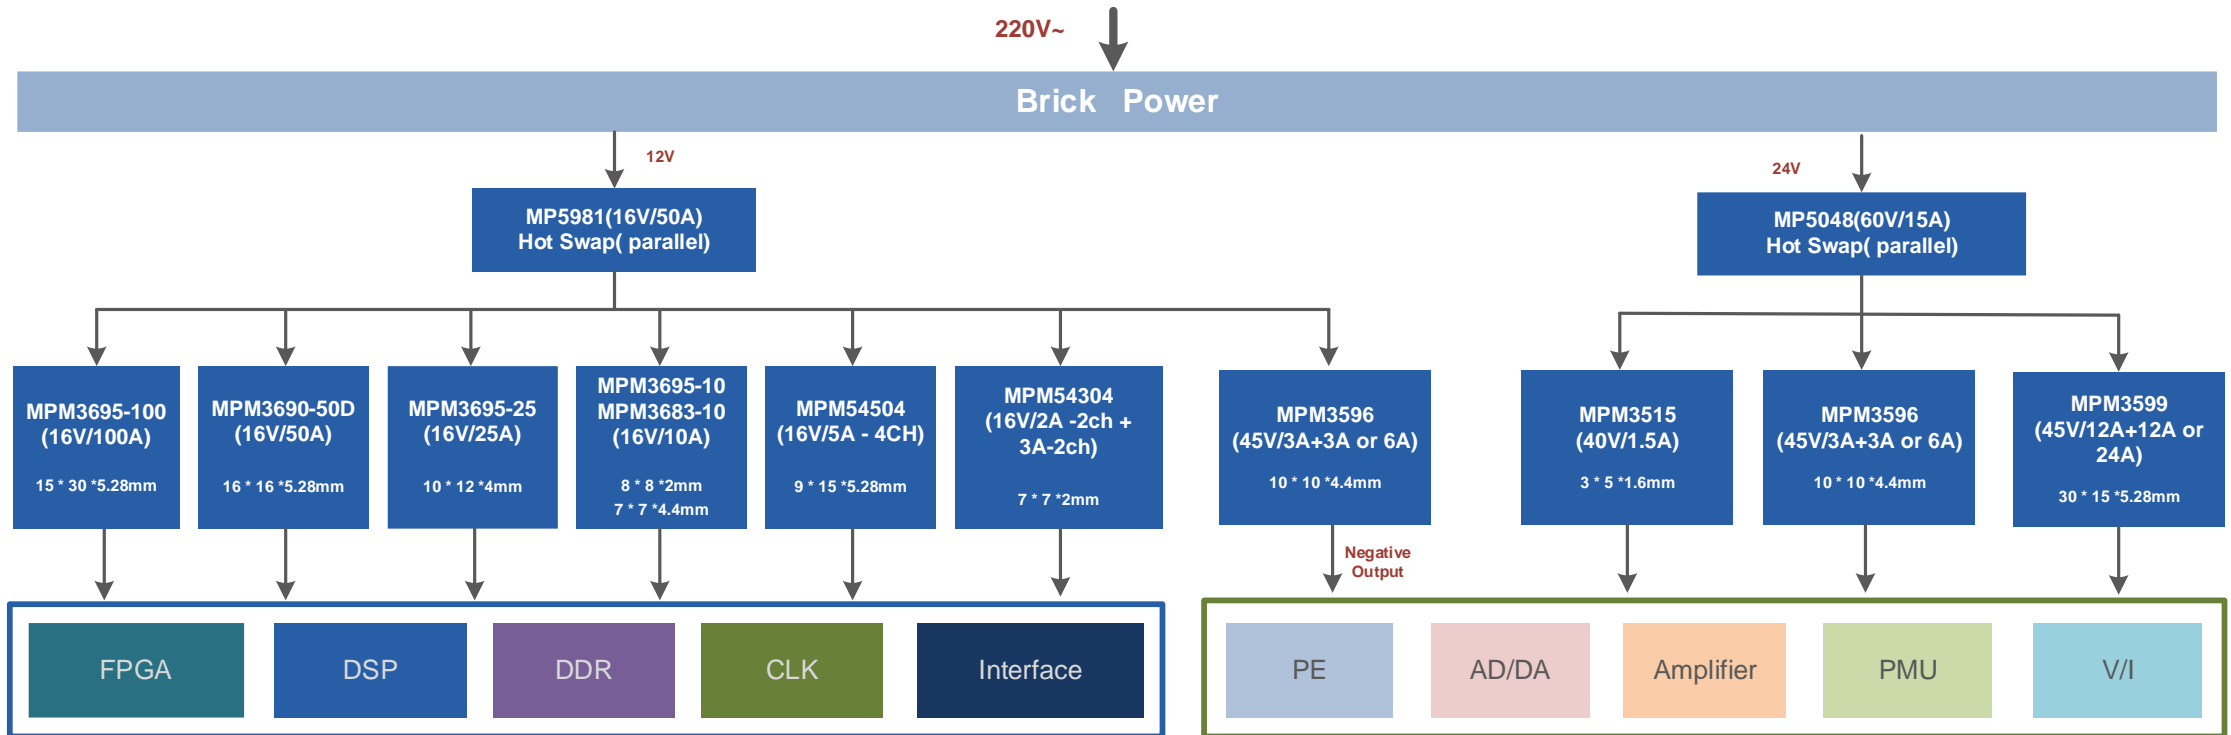 220V~
Brick Power
12V
24V
MP5981(16V/50A)
Hot Swap( parallel)
MP5048(60V/15A)
Hot Swap( parallel)
MPM3695-100
(16V/100A)
15 * 30 *5.28mm
MPM3690-50D
(16V/50A)
16 * 16 *5.28mm
MPM3695-25
(16V/25A)
10 * 12 *4mm
MPM3695-10
MPM3683-10
(16V/10A)
8 * 8 *2mm
7 * 7 *4.4mm
MPM54504
(16V/5A - 4CH)
9 * 15 *5.28mm
MPM54304
(16V/2A -2ch +
3A-2ch)
7 * 7 *2mm
MPM3596
(45V/3A+3A or 6A)
10 * 10 *4.4mm
MPM3515
(40V/1.5A)
3 * 5 *1.6mm
MPM3596
(45V/3A+3A or 6A)
10 * 10 *4.4mm
MPM3599
(45V/12A+12A or
24A)
30 * 15 *5.28mm
Negative
Output
FPGA
DSP
DDR
CLK
Interface
PE
AD/DA
Amplifier
PMU
V/I